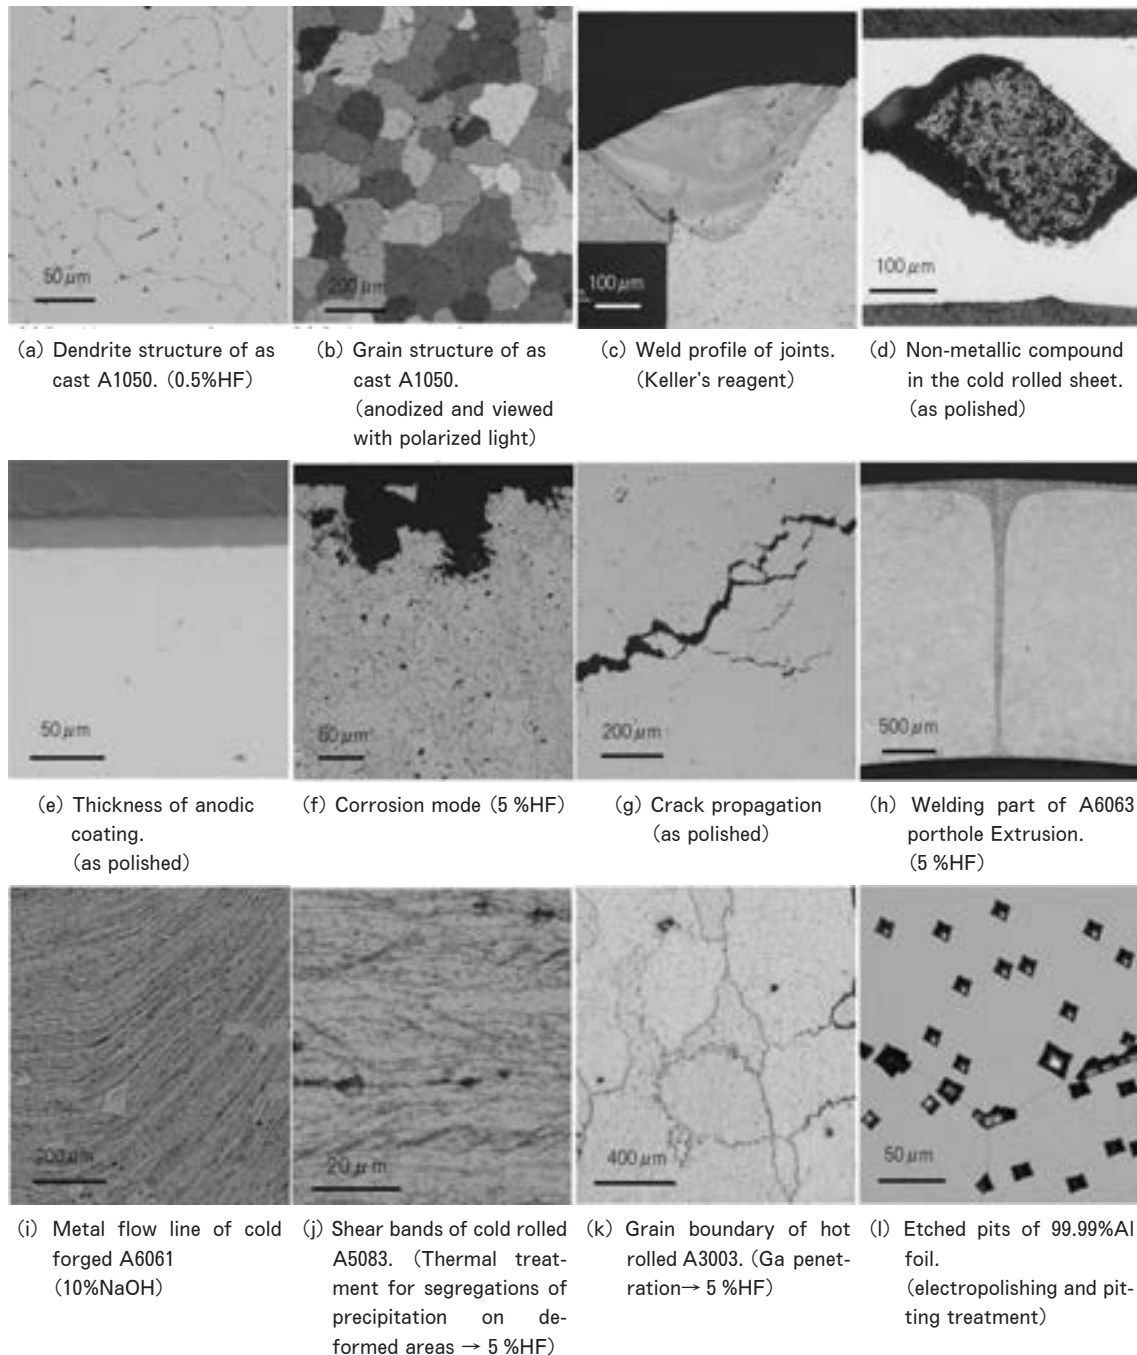 50 μm
200 μm
100 μm
100 μm
(a) Dendrite structure of as
cast A1050. (0.5%HF)
(b) Grain structure of as
cast A1050.
(anodized and viewed
with polarized light)
(c) Weld profile of joints.
(Keller's reagent)
(d) Non-metallic compound
in the cold rolled sheet.
(as polished)
50 μm
50 μm
200 μm
500 μm
(e) Thickness of anodic
coating.
(as polished)
(f) Corrosion mode (5 %HF)
(g) Crack propagation
(as polished)
(h) Welding part of A6063
porthole Extrusion.
(5 %HF)
200 μm
20 μm
400 μm
50 μm
(i) Metal flow line of cold
forged A6061
(10%NaOH)
(j) Shear bands of cold rolled
A5083. (Thermal treat-
ment for segregations of
precipitation on de-
formed areas → 5 %HF)
(k) Grain boundary of hot
rolled A3003. (Ga penet-
ration→ 5 %HF)
(l) Etched pits of 99.99%Al
foil.
(electropolishing and pit-
ting treatment)